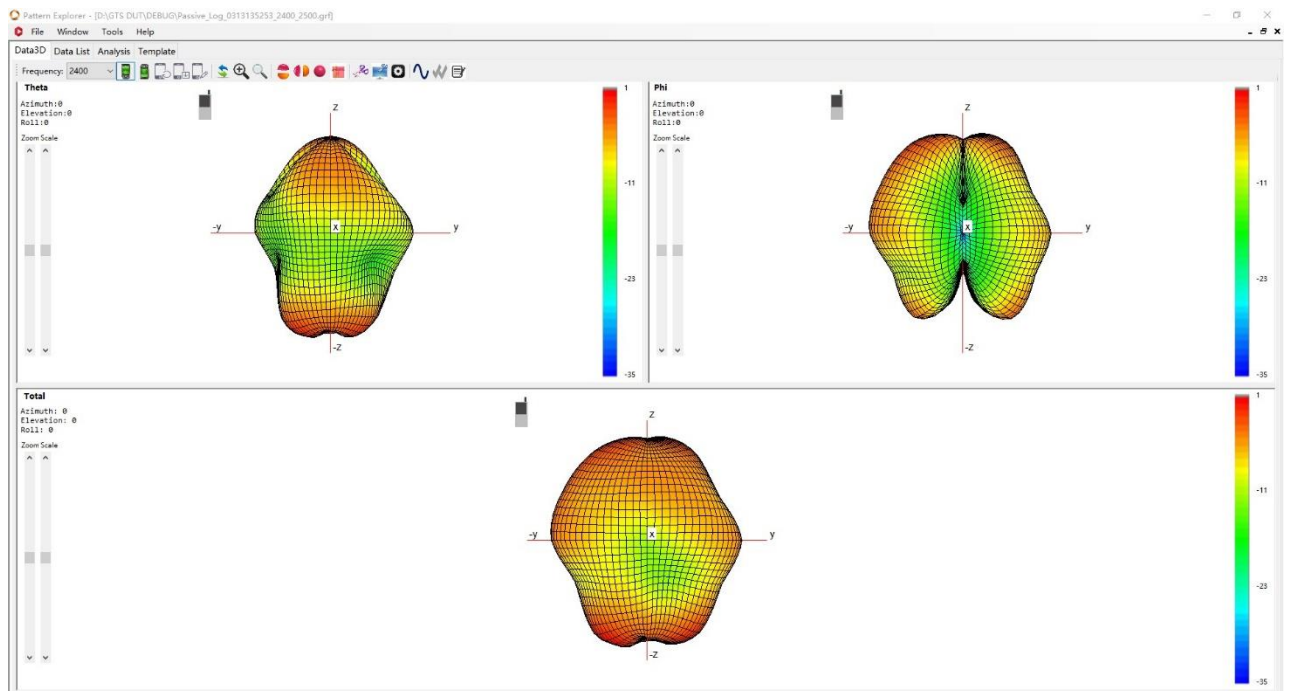 Pattern Explorer - [D:\GTS DUT\DEBUG\Passive_Log_0313135253_2400_2500.grf]
File Window Tools Help
Data3D Data List Analysis Template
Frequency: 2400
Theta
Azimuth:0
Elevation:0
Roll:0
Zoom Scale
Z
-y
X
y
-Z
1
-11
-23
-35
Phi
Azimuth:0
Elevation:0
Roll:0
Zoom Scale
Z
-y
X
y
-Z
1
-11
-23
-35
Total
Azimuth: 0
Elevation: 0
Roll: 0
Zoom Scale
Z
-y
X
y
-Z
1
-11
-23
-35